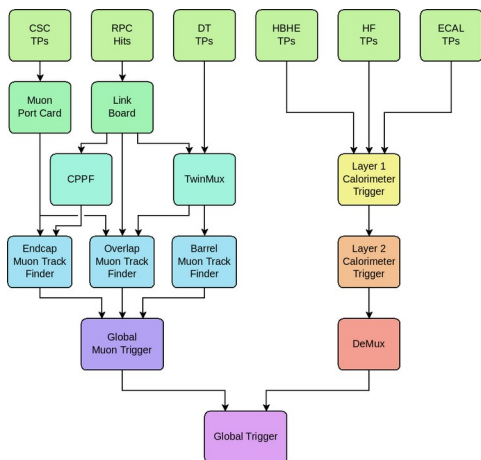 CSC
TPs
RPC
Hits
DT
TPs
HBHE
TPs
HF
TPs
ECAL
TPs
Muon
Port Card
Link
Board
CPPF
TwinMux
Layer 1
Calorimeter
Trigger
Endcap
Muon Track
Finder
Overlap
Muon Track
Finder
Barrel
Muon Track
Finder
Layer 2
Calorimeter
Trigger
Global
Muon Trigger
DeMux
Global Trigger